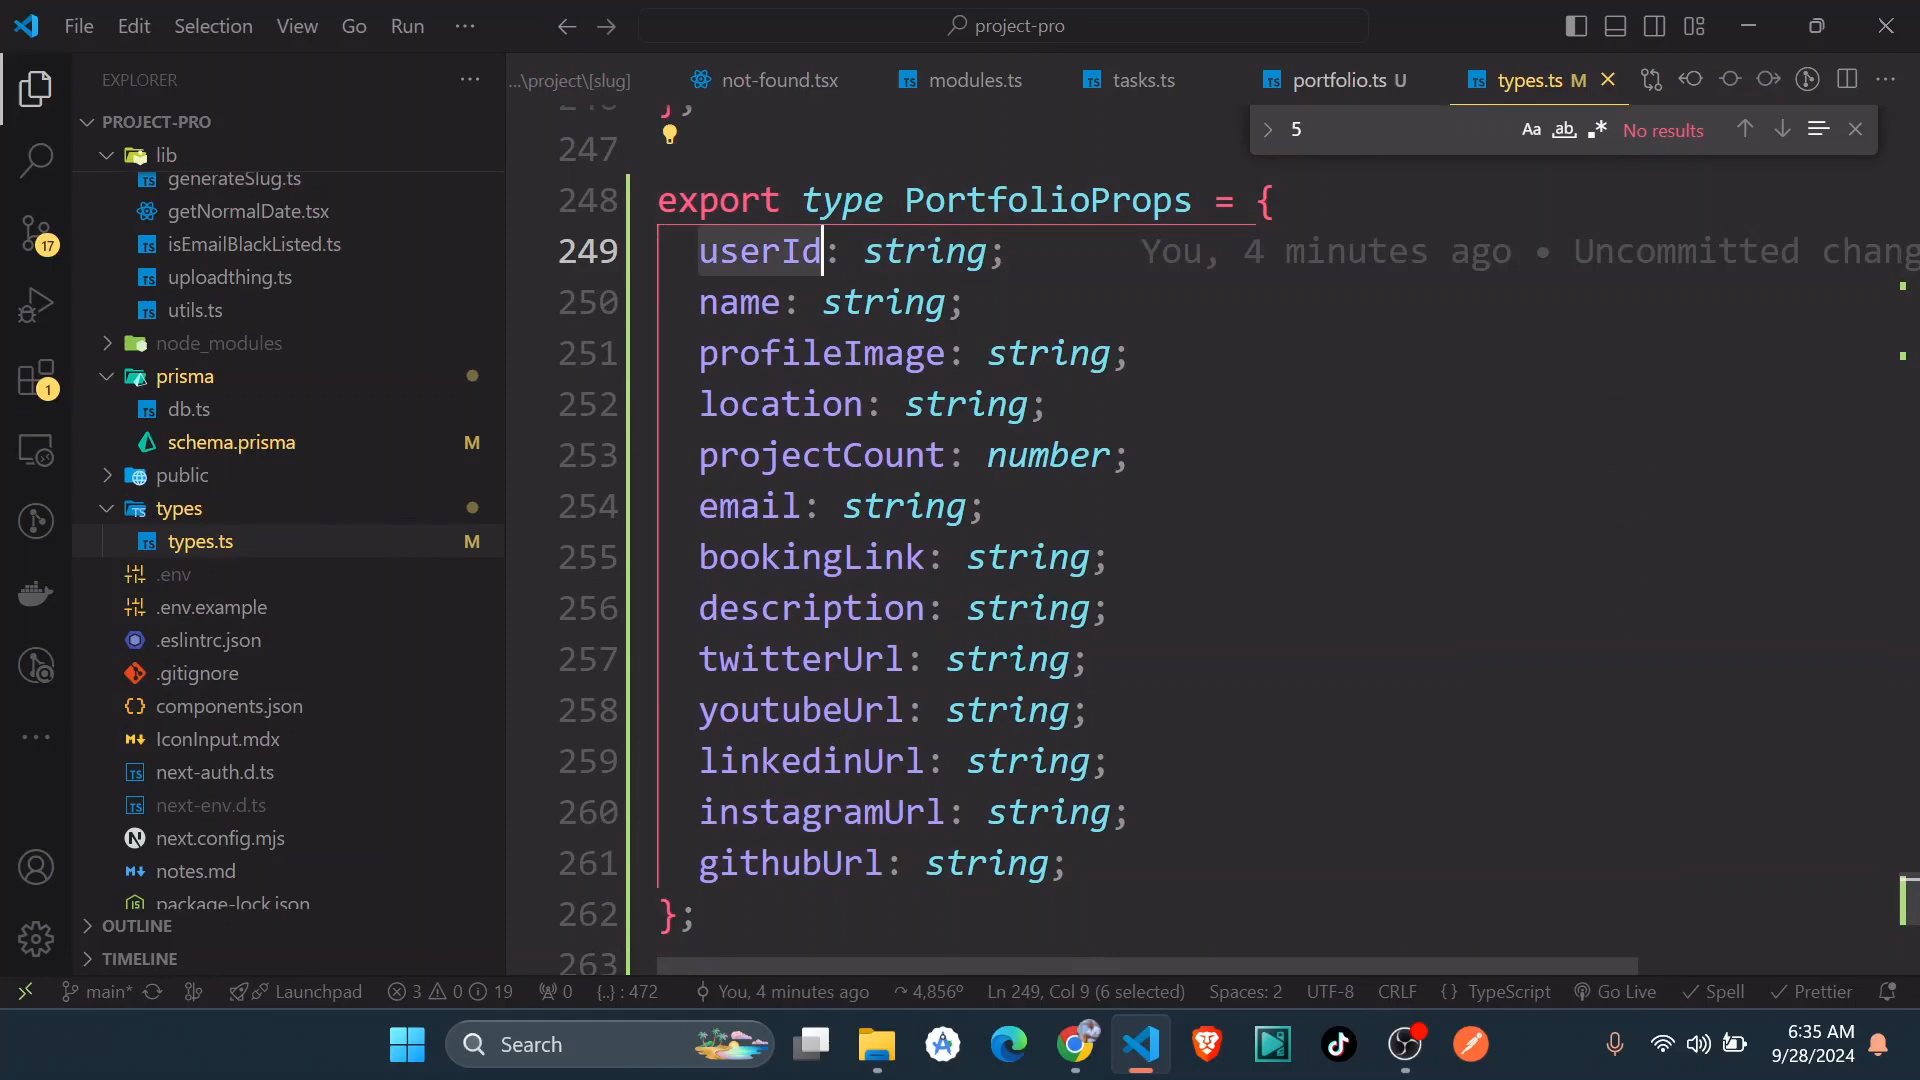 File Edit Selection View Go Run ···
project-pro
EXPLORER
PROJECT-PRO
lib
generateSlug.ts
getNormalDate.tsx
isEmailBlackListed.ts
uploadthing.ts
utils.ts
node_modules
prisma
db.ts
schema.prisma M
public
types
types.ts M
.env
.env.example
.eslintrc.json
.gitignore
components.json
IconInput.mdx
next-auth.d.ts
next-env.d.ts
next.config.mjs
notes.md
package-lock.json
OUTLINE
TIMELINE
17
1
...\project\[slug] not-found.tsx modules.ts tasks.ts portfolio.ts U types.ts M
5 Aa ab No results
246 };
247
248 export type PortfolioProps = {
249 userId: string; You, 4 minutes ago • Uncommitted chang
250 name: string;
251 profileImage: string;
252 location: string;
253 projectCount: number;
254 email: string;
255 bookingLink: string;
256 description: string;
257 twitterUrl: string;
258 youtubeUrl: string;
259 linkedinUrl: string;
260 instagramUrl: string;
261 githubUrl: string;
262 };
263
main* Launchpad 3 0 19 0 {..} : 472 You, 4 minutes ago 4,856° Ln 249, Col 9 (6 selected) Spaces: 2 UTF-8 CRLF {} TypeScript Go Live Spell Prettier
Search
6:35 AM
9/28/2024